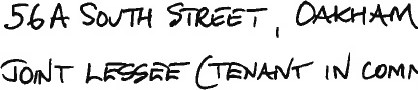 56A SOUTH STREET, OAKHAM
JOINT LESSEE (TENANT IN COMM